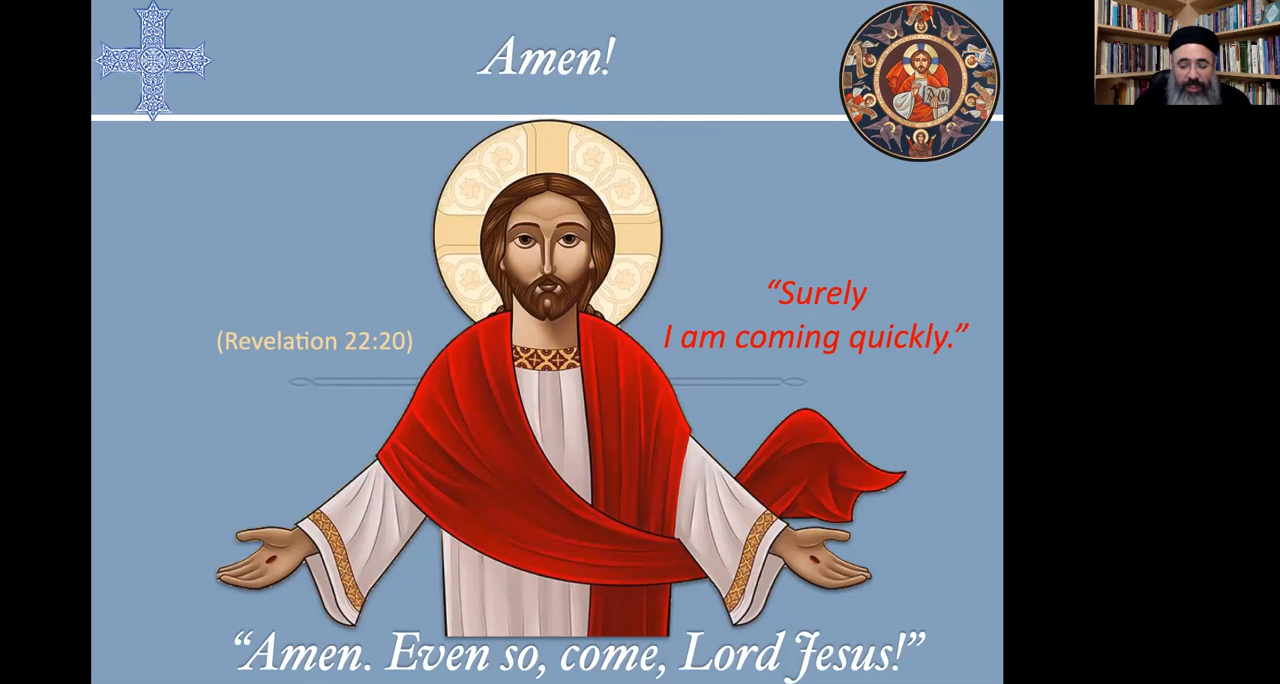 Amen!
(Revelation 22:20)
“Surely
I am coming quickly.”
“Amen. Even so, come, Lord Jesus!”